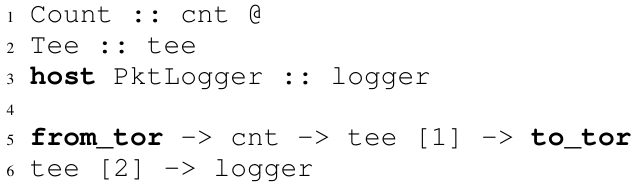 1 Count :: cnt @
2 Tee :: tee
3 host PktLogger :: logger
4
5 from_tor -> cnt -> tee [1] -> to_tor
6 tee [2] -> logger